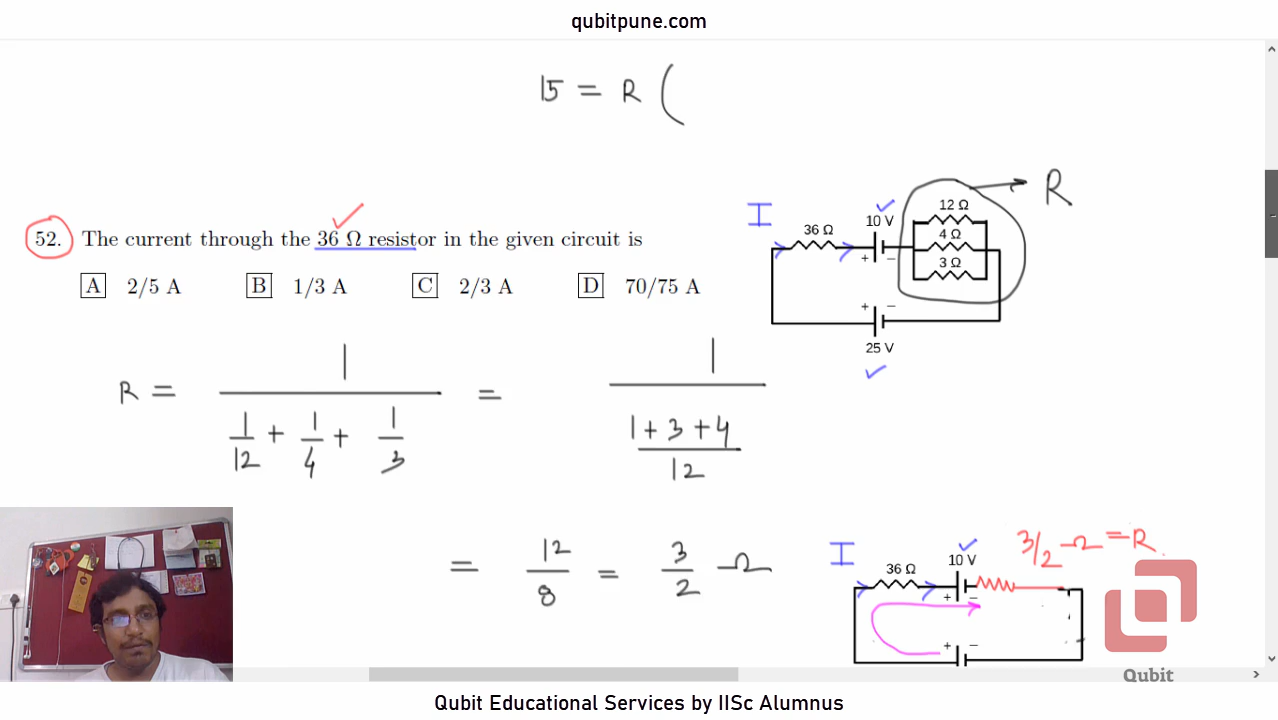 qubitpune.com
15 = R (
R
I
12 Ω
10 V
36 Ω
4 Ω
3 Ω
+
−
52. The current through the 36 Ω resistor in the given circuit is
A 2/5 A B 1/3 A C 2/3 A D 70/75 A
+
−
25 V
R = 1 / (1/12 + 1/4 + 1/3) = 1 / ((1 + 3 + 4)/12)
= 12/8 = 3/2 Ω
3/2 Ω = R
I
10 V
36 Ω
+
−
+
−
Qubit
Qubit Educational Services by IISc Alumnus